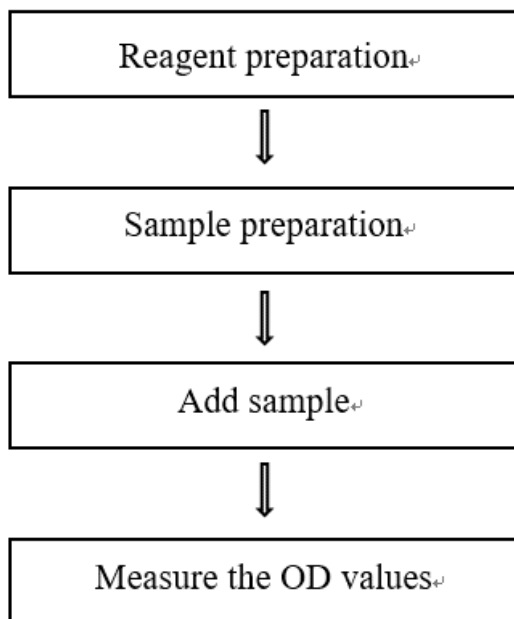 Reagent preparation
Sample preparation
Add sample
Measure the OD values